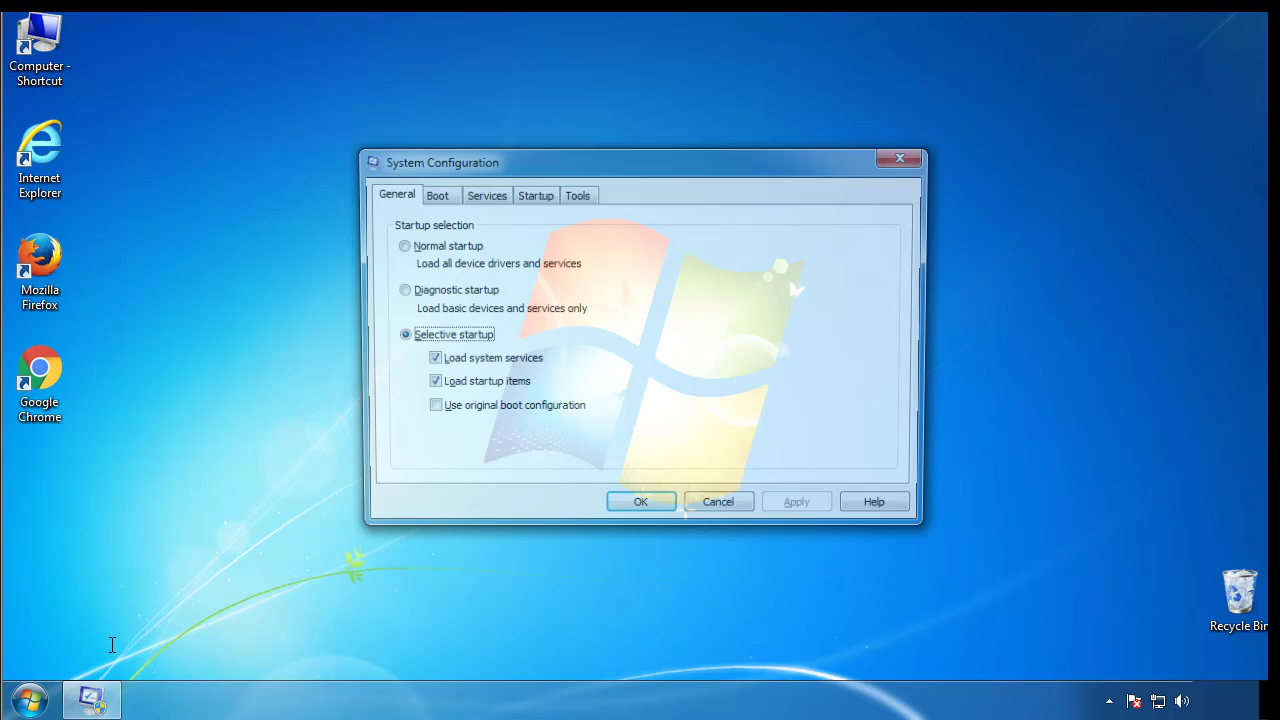 Computer -
Shortcut
Internet
Explorer
Mozilla
Firefox
Google
Chrome
System Configuration
General
Boot
Services
Startup
Tools
Startup selection
Normal startup
Load all device drivers and services
Diagnostic startup
Load basic devices and services only
Selective startup
Load system services
Load startup items
Use original boot configuration
OK
Cancel
Apply
Help
Recycle Bin